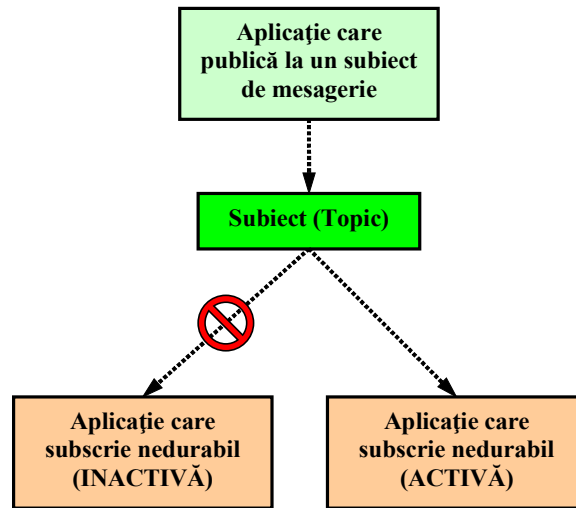 Aplicaţie care
publică la un subiect
de mesagerie
Subiect (Topic)
Aplicaţie care
subscrie nedurabil
(INACTIVĂ)
Aplicaţie care
subscrie nedurabil
(ACTIVĂ)